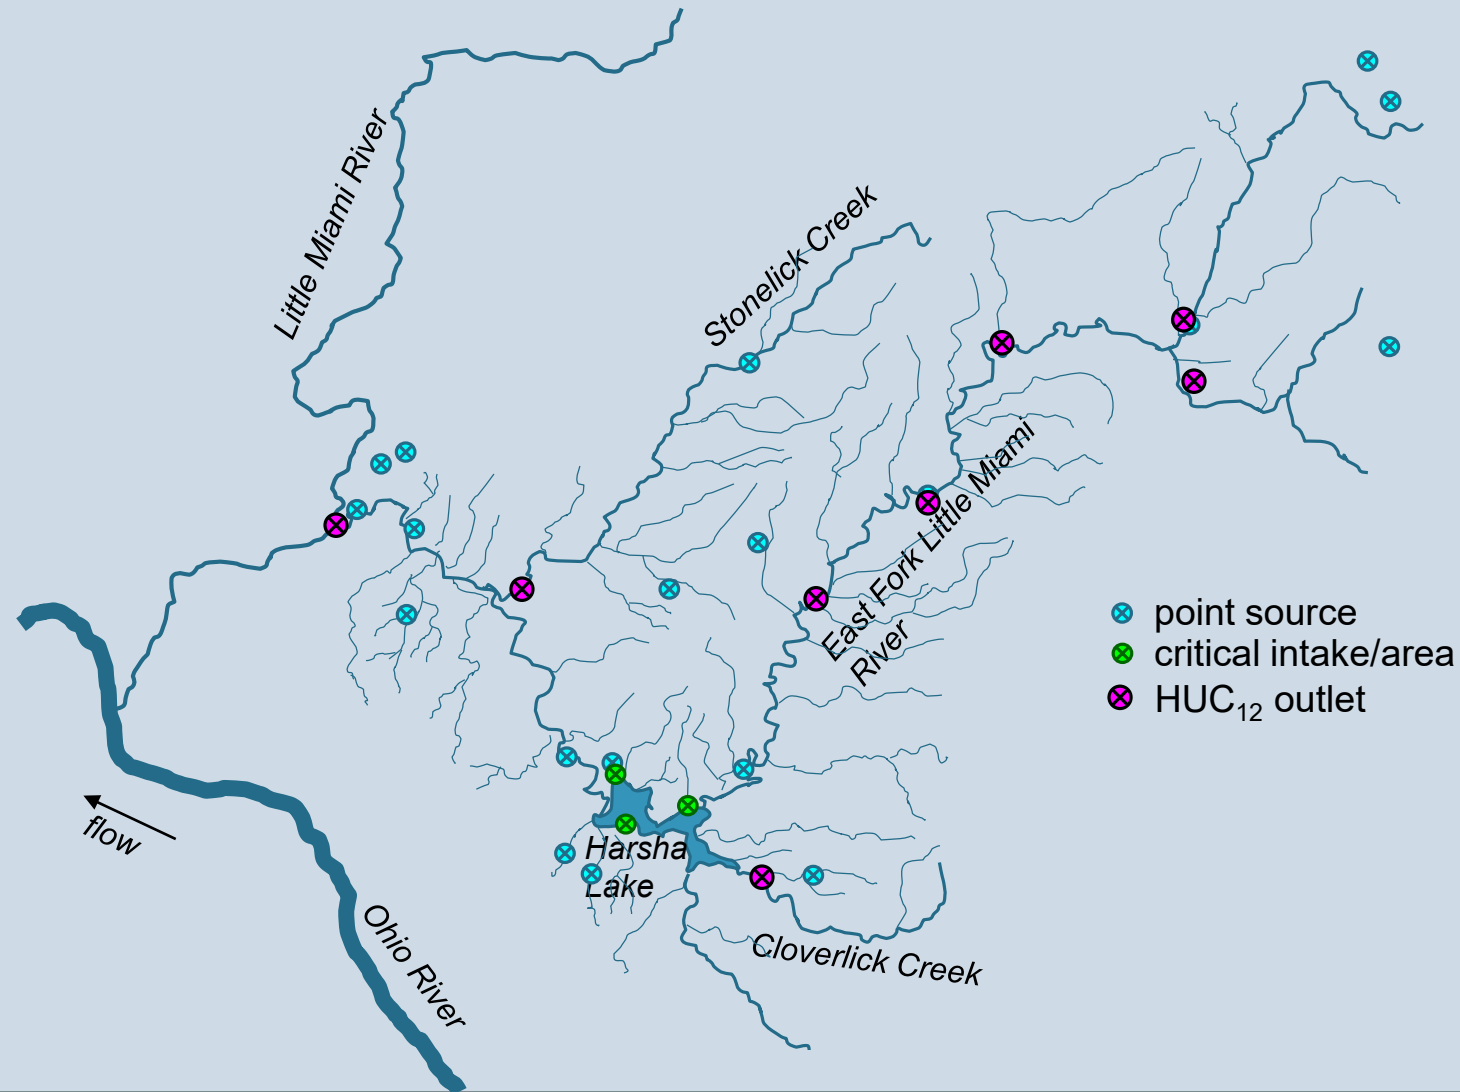 Little Miami River
Stonelick Creek
East Fork Little Miami
River
point source
critical intake/area
HUC12 outlet
flow
Harsha
Lake
Cloverlick Creek
Ohio River